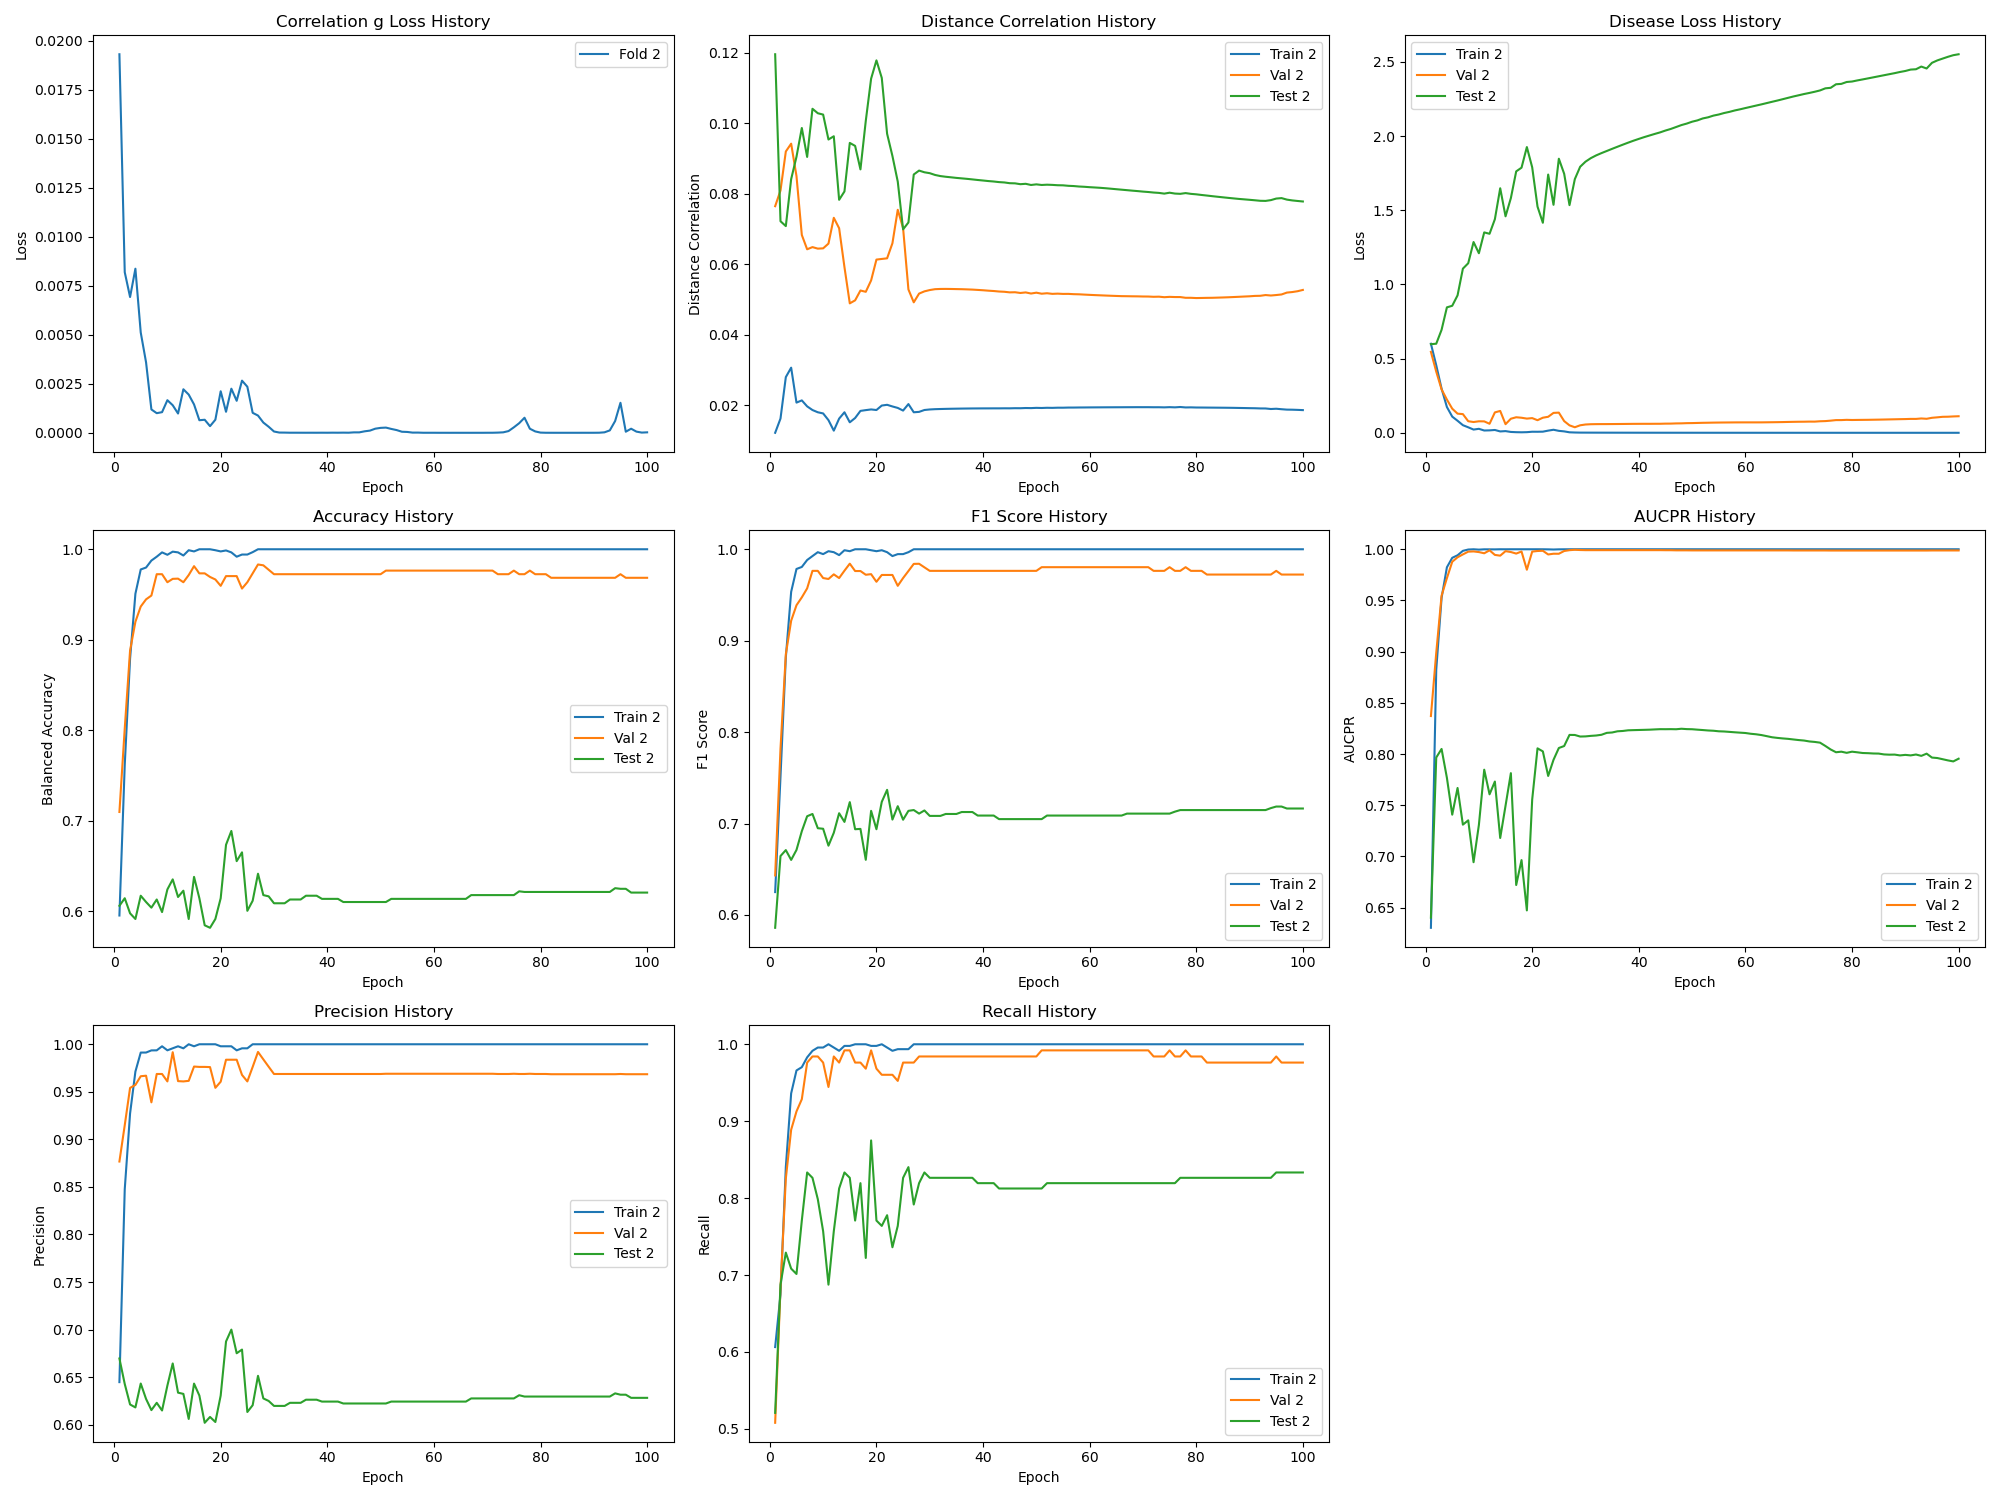 Correlation g Loss History
Loss
0.0200
0.0175
0.0150
0.0125
0.0100
0.0075
0.0050
0.0025
0.0000
Fold 2
0 20 40 60 80 100
Epoch
Distance Correlation History
Distance Correlation
0.12
0.10
0.08
0.06
0.04
0.02
Train 2
Val 2
Test 2
0 20 40 60 80 100
Epoch
Disease Loss History
Loss
2.5
2.0
1.5
1.0
0.5
0.0
Train 2
Val 2
Test 2
0 20 40 60 80 100
Epoch
Accuracy History
Balanced Accuracy
1.0
0.9
0.8
0.7
0.6
Train 2
Val 2
Test 2
0 20 40 60 80 100
Epoch
F1 Score History
F1 Score
1.0
0.9
0.8
0.7
0.6
Train 2
Val 2
Test 2
0 20 40 60 80 100
Epoch
AUCPR History
AUCPR
1.00
0.95
0.90
0.85
0.80
0.75
0.70
0.65
Train 2
Val 2
Test 2
0 20 40 60 80 100
Epoch
Precision History
Precision
1.00
0.95
0.90
0.85
0.80
0.75
0.70
0.65
0.60
Train 2
Val 2
Test 2
0 20 40 60 80 100
Epoch
Recall History
Recall
1.0
0.9
0.8
0.7
0.6
0.5
Train 2
Val 2
Test 2
0 20 40 60 80 100
Epoch